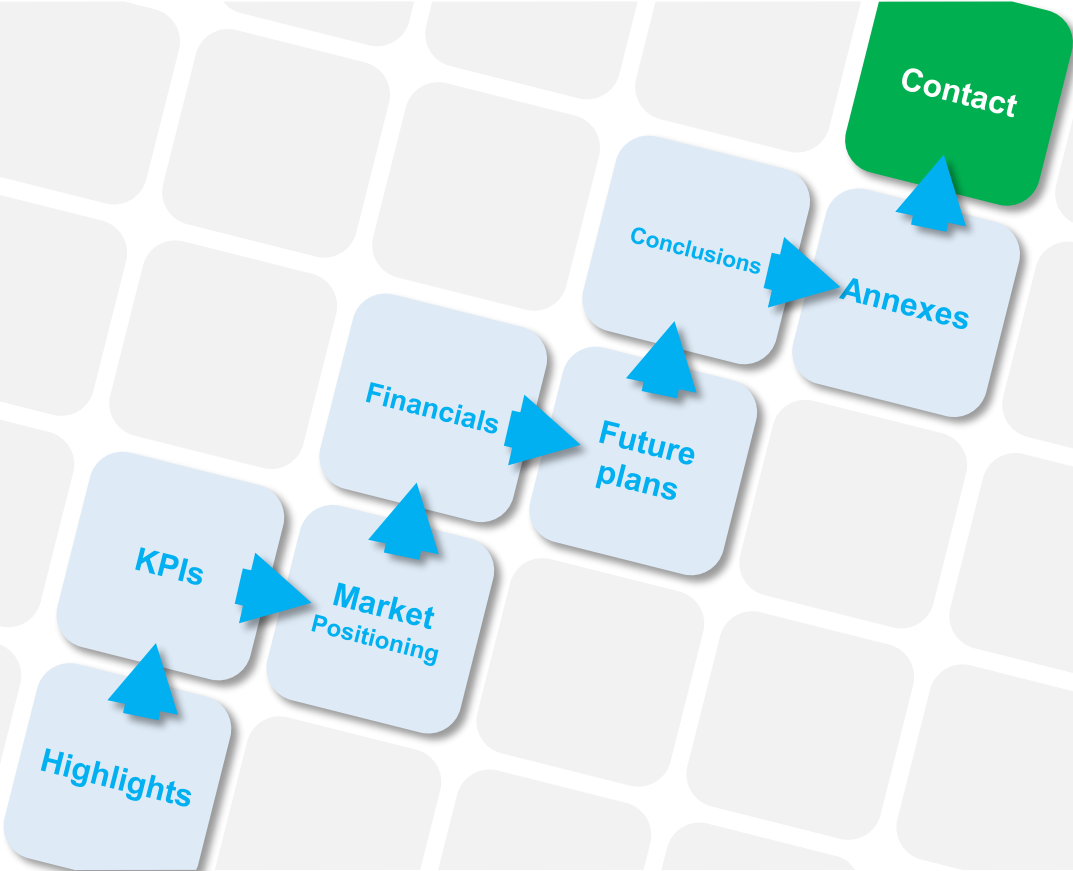 Contact
Conclusions
Annexes
Financials
Future
plans
KPIs
Market
Positioning
Highlights